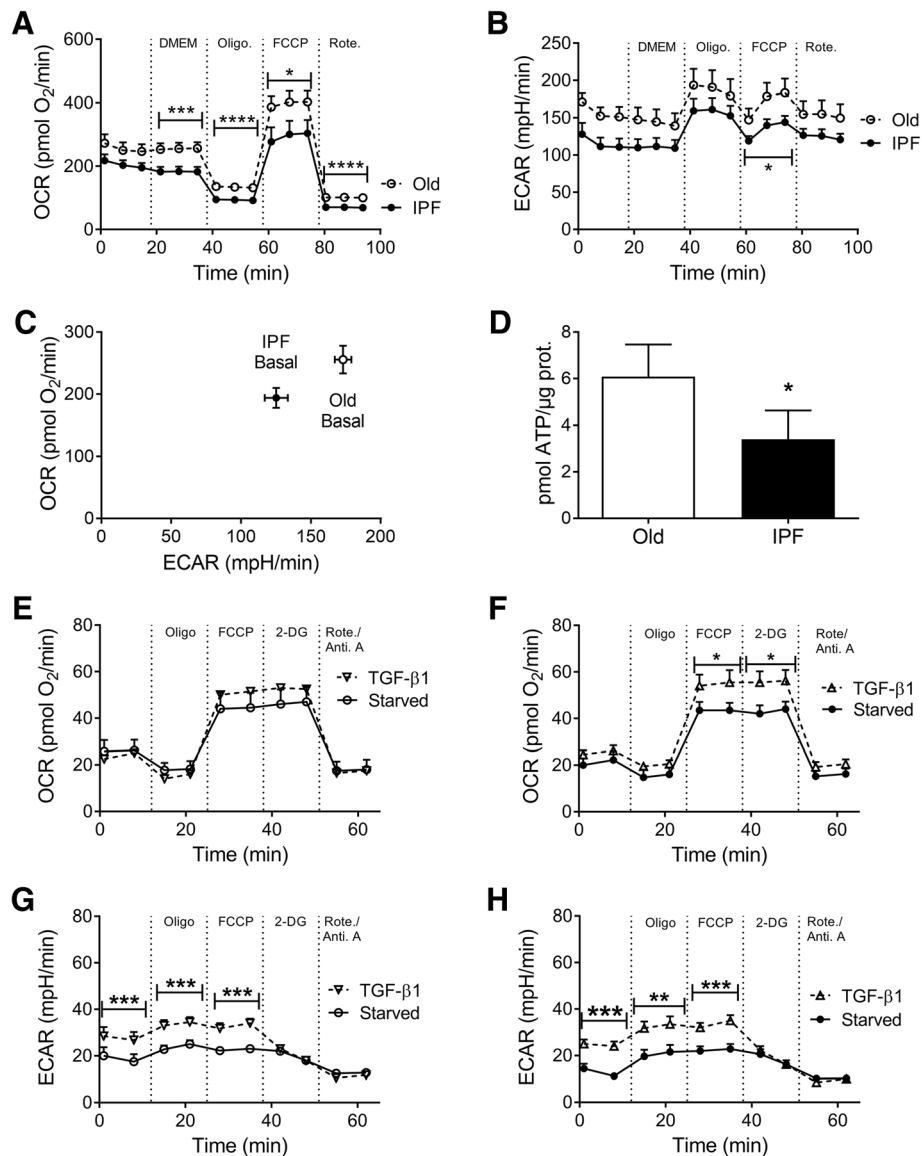 A
DMEM Oligo. FCCP Rote.
OCR (pmol O2/min)
600
400
200
0
*** **** * ****
Old
IPF
0 20 40 60 80 100
Time (min)
B
DMEM Oligo. FCCP Rote.
ECAR (mpH/min)
250
200
150
100
50
0
*
Old
IPF
0 20 40 60 80 100
Time (min)
C
OCR (pmol O2/min)
300
200
100
0
IPF
Basal
Old
Basal
0 50 100 150 200
ECAR (mpH/min)
D
pmol ATP/µg prot.
8
6
4
2
0
*
Old IPF
E
Oligo FCCP 2-DG Rote./
Anti. A
OCR (pmol O2/min)
80
60
40
20
0
TGF-β1
Starved
0 20 40 60
Time (min)
F
Oligo FCCP 2-DG Rote/
Anti. A
OCR (pmol O2/min)
80
60
40
20
0
* *
TGF-β1
Starved
0 20 40 60
Time (min)
G
Oligo FCCP 2-DG Rote./
Anti. A
ECAR (mpH/min)
80
60
40
20
0
*** *** ***
TGF-β1
Starved
0 20 40 60
Time (min)
H
Oligo FCCP 2-DG Rote./
Anti. A
ECAR (mpH/min)
80
60
40
20
0
*** ** ***
TGF-β1
Starved
0 20 40 60
Time (min)